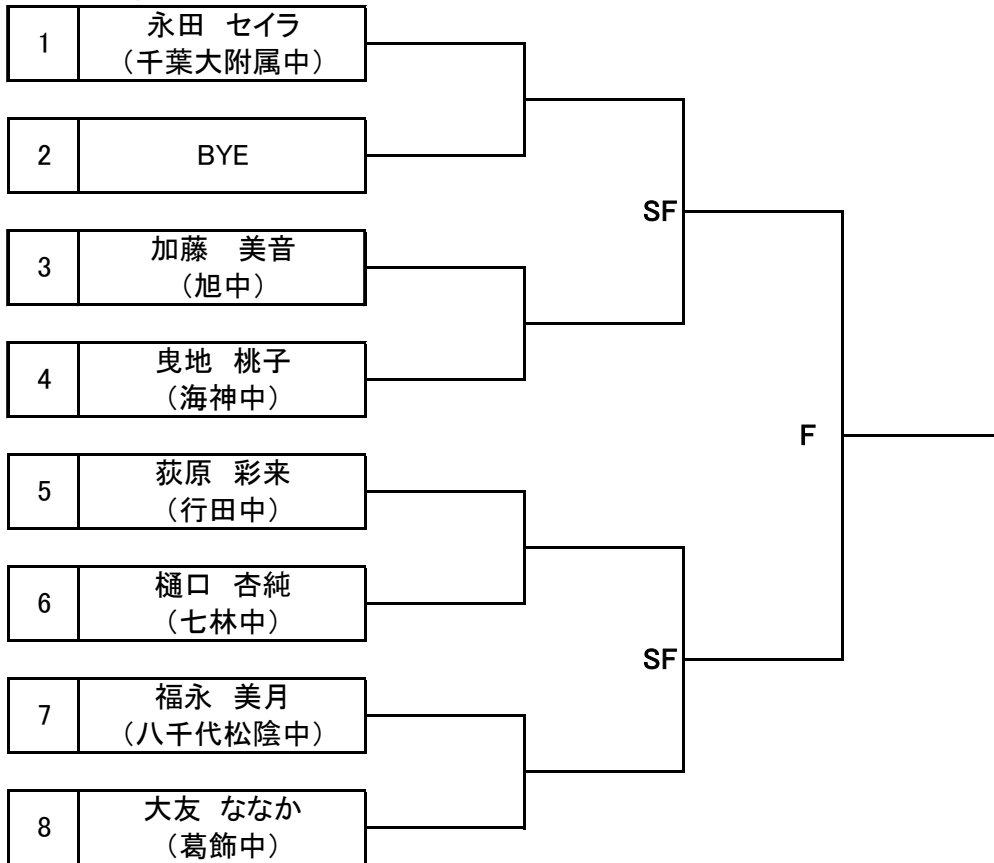 1
永田　セイラ
（千葉大附属中）
2
BYE
SF
3
加藤　美音
（旭中）
4
曳地　桃子
（海神中）
F
5
荻原　彩来
（行田中）
6
樋口　杏純
（七林中）
SF
7
福永　美月
（八千代松陰中）
8
大友　ななか
（葛飾中）